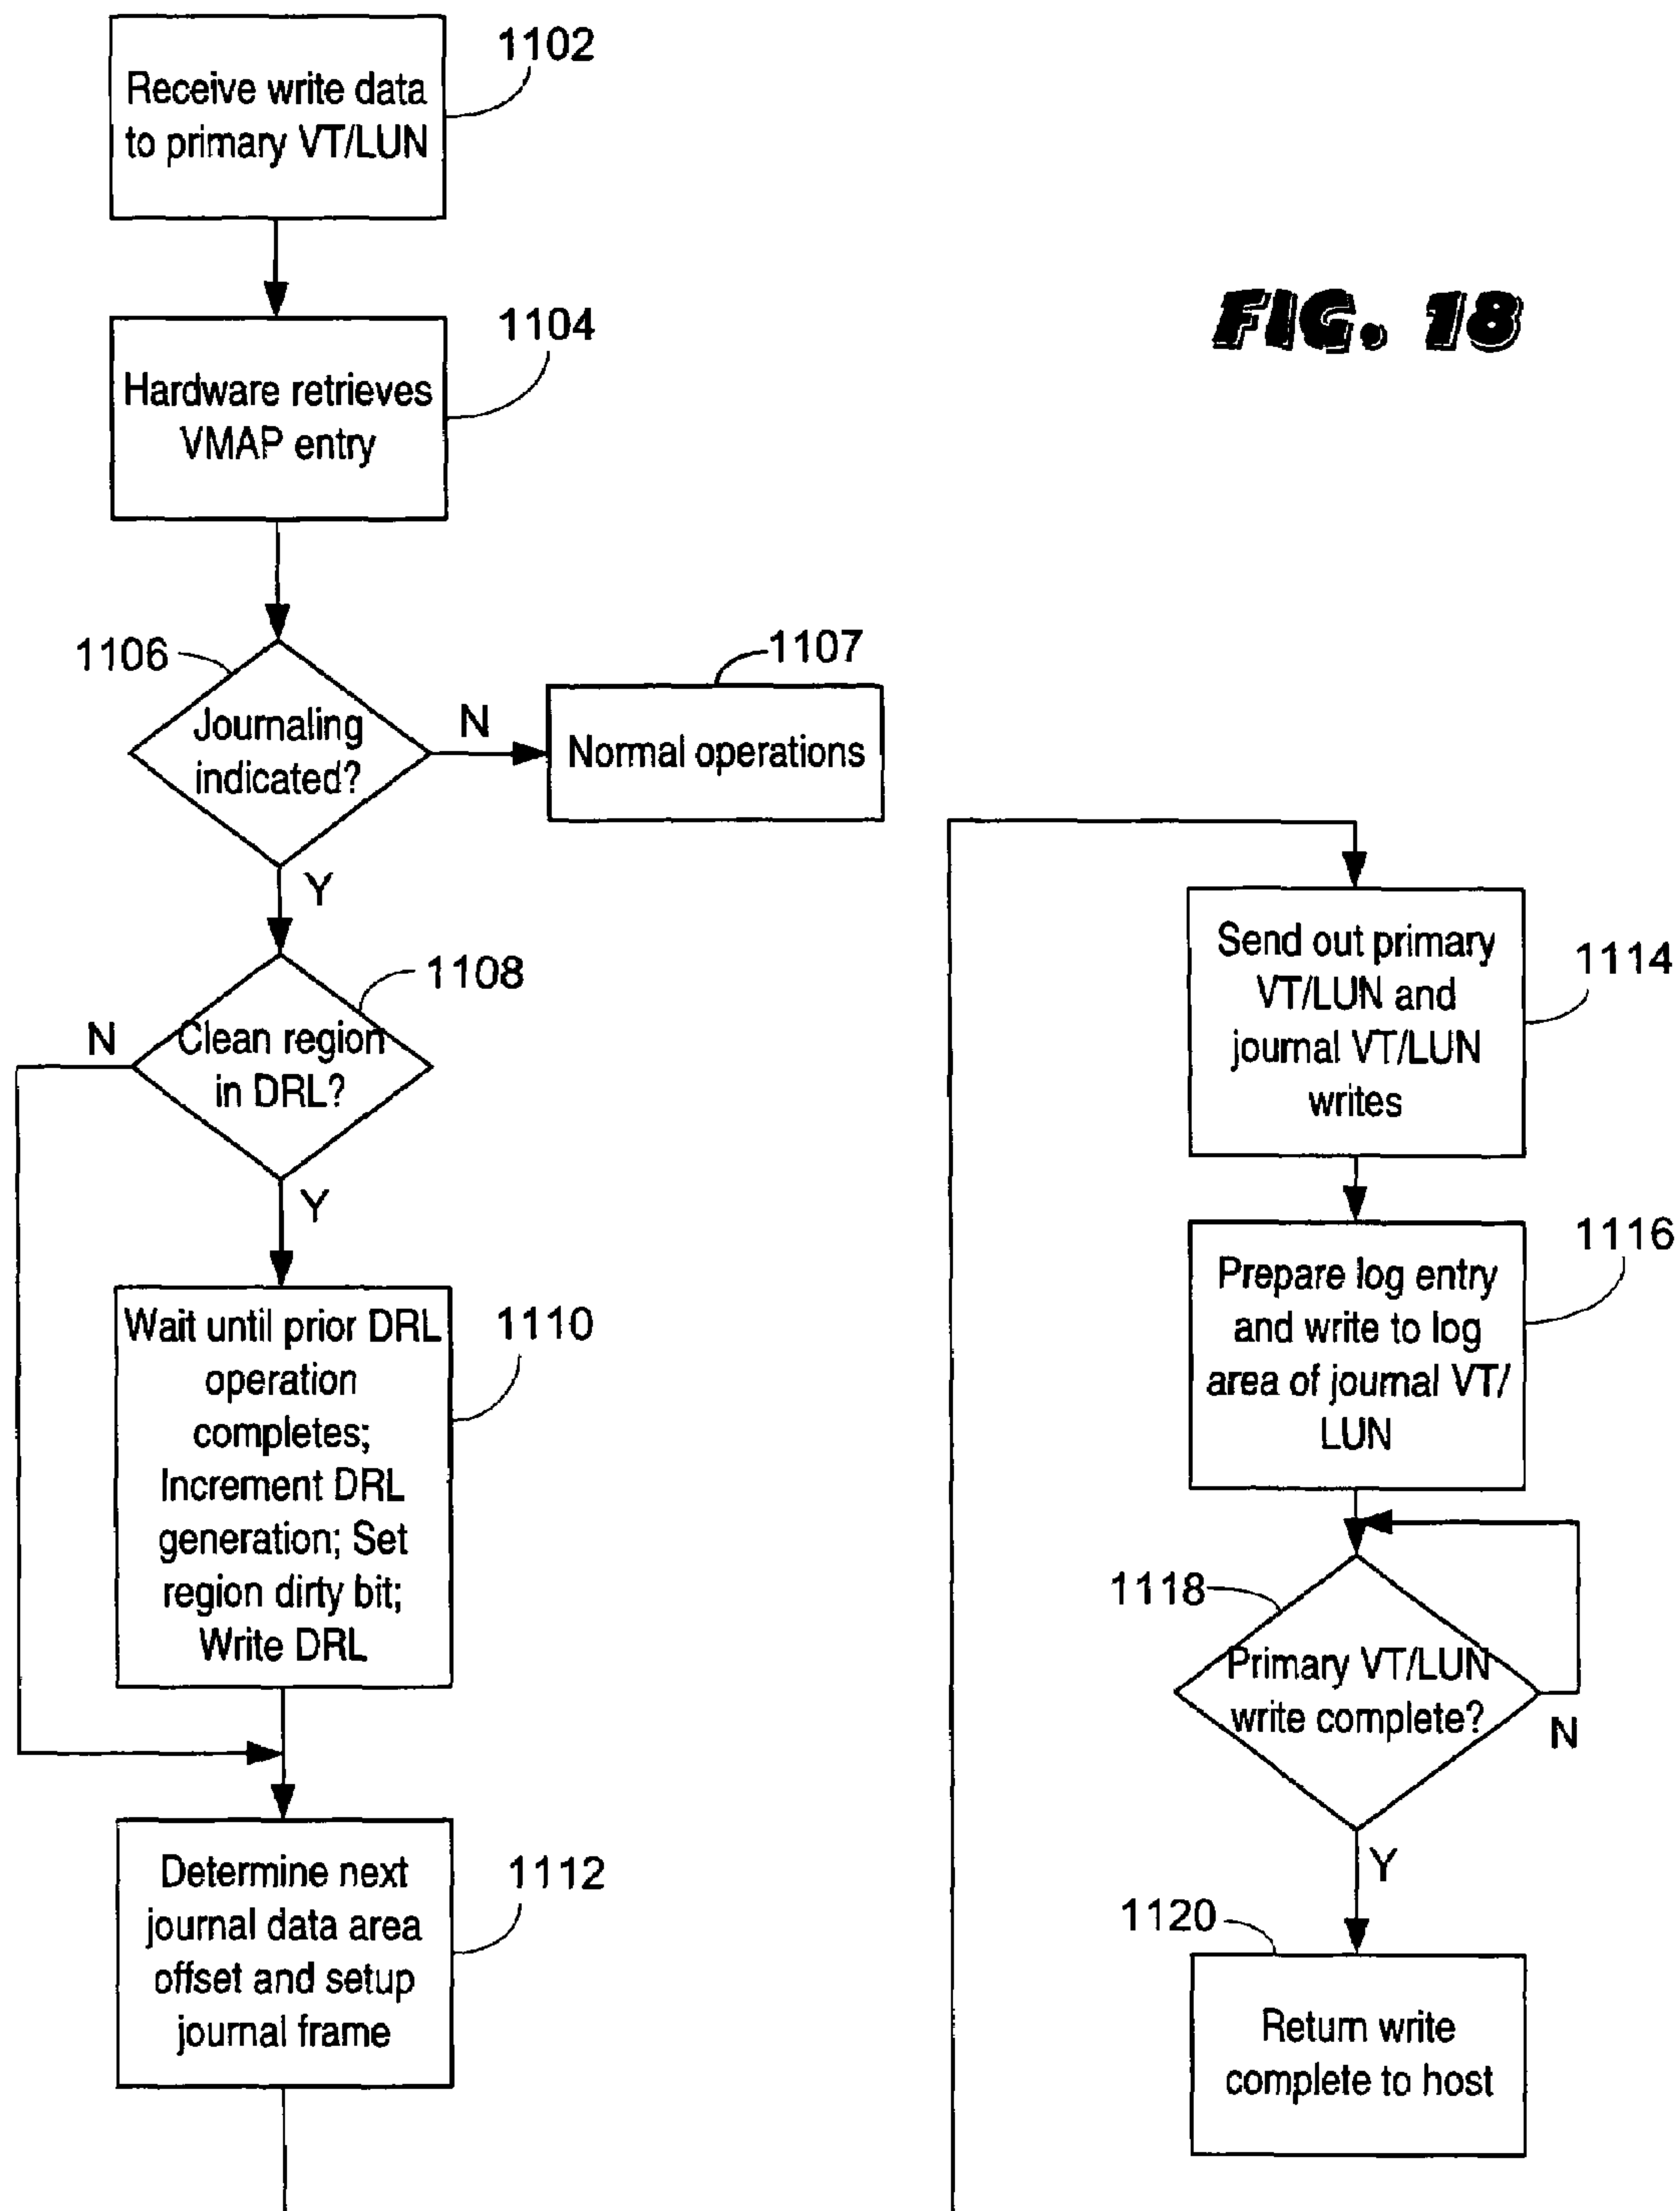 1102
Receive write data
to primary VT/LUN
1104
Hardware retrieves
VMAP entry
FIG. 18
1106
Journaling
indicated?
N
1107
Normal operations
Y
1108
Clean region
in DRL?
N
Y
1110
Wait until prior DRL
operation
completes;
Increment DRL
generation; Set
region dirty bit;
Write DRL
1112
Determine next
journal data area
offset and setup
journal frame
1114
Send out primary
VT/LUN and
journal VT/LUN
writes
1116
Prepare log entry
and write to log
area of journal VT/
LUN
1118
Primary VT/LUN
write complete?
N
Y
1120
Return write
complete to host